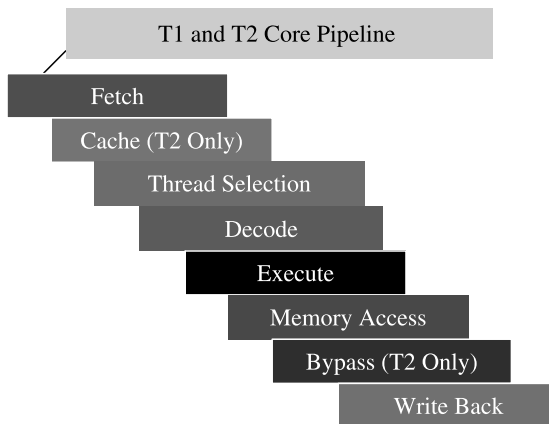 T1 and T2 Core Pipeline
Fetch
Cache (T2 Only)
Thread Selection
Decode
Execute
Memory Access
Bypass (T2 Only)
Write Back